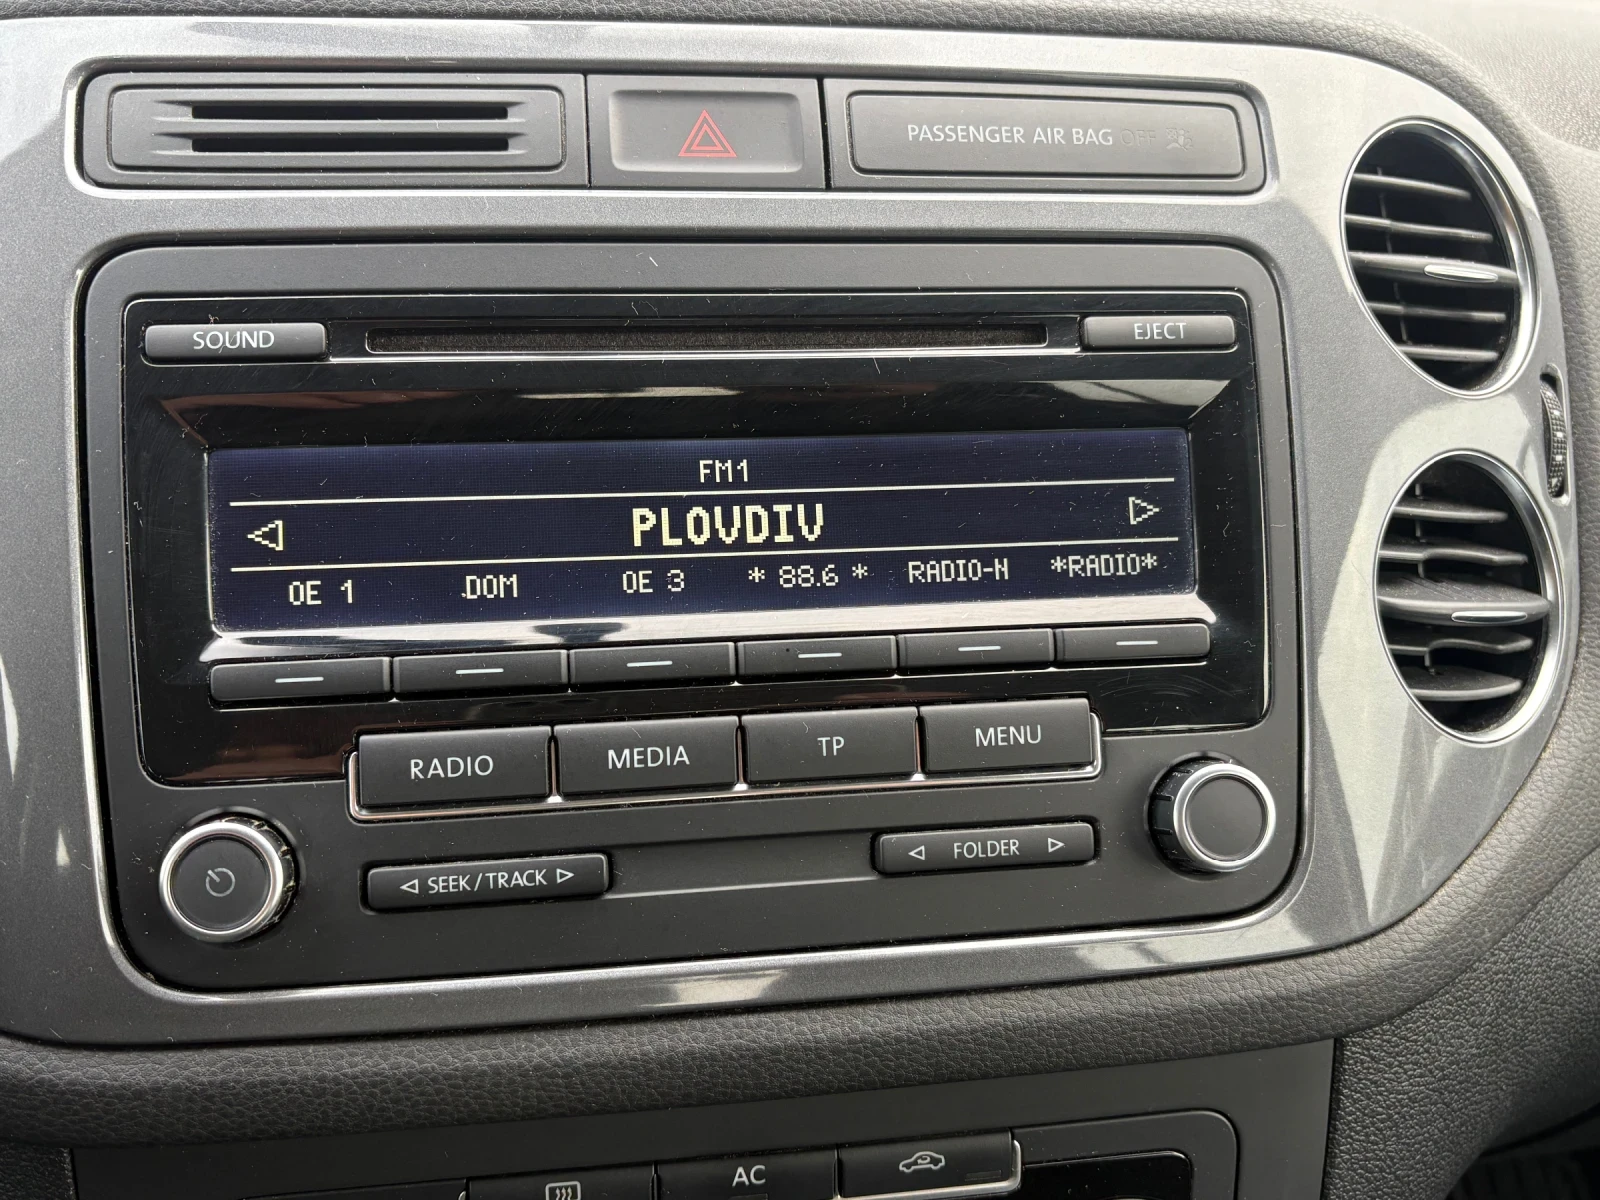 PASSENGER AIR BAG OFF
SOUND
EJECT
FM1
PLOVDIV
OE 1 DOM OE 3 * 88.6 * RADIO-N *RADIO*
RADIO MEDIA TP MENU
SEEK/TRACK FOLDER
AC